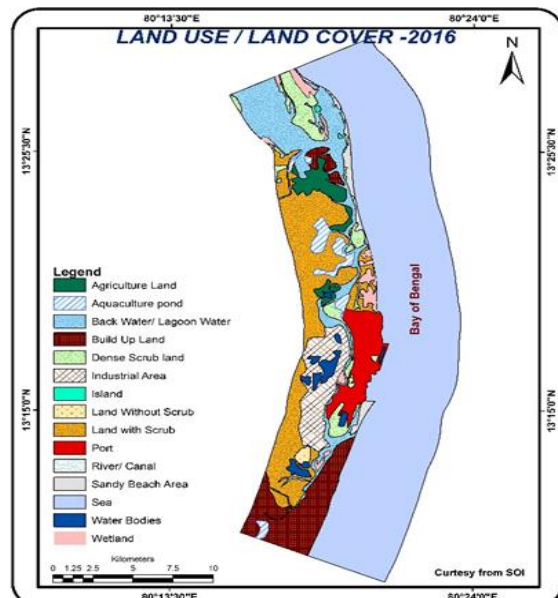 80°13'30"E
80°24'0"E
LAND USE / LAND COVER -2016
N
13°25'30"N
13°25'30"N
Bay of Bengal
Legend
Agriculture Land
Aquaculture pond
Back Water/ Lagoon Water
Build Up Land
Dense Scrub land
Industrial Area
Island
Land Without Scrub
Land with Scrub
Port
River/ Canal
Sandy Beach Area
Sea
Water Bodies
Wetland
13°15'0"N
13°15'0"N
Kilometers
0 1.25 2.5 5 7.5 10
Curtesy from SOI
80°13'30"E
80°24'0"E